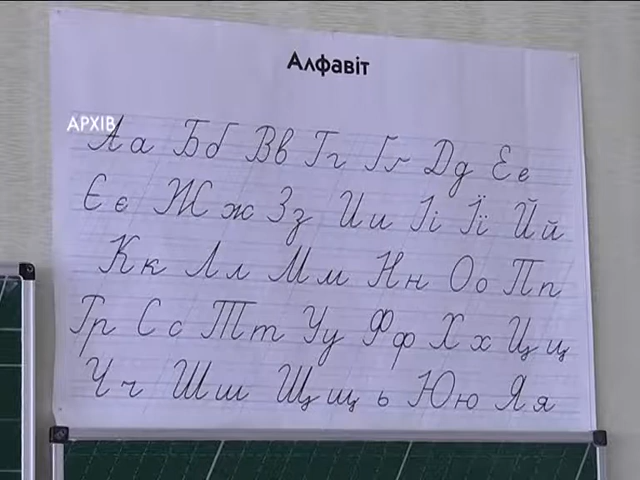 Алфавіт
АРХІВ
Аа Бб Вв Гг Ґґ Дд Ее
Єє Жж Зз Ии Іі Її Йй
Кк Лл Мм Нн Оо Пп
Рр Сс Тт Уу Фф Хх Цц
Чч Шш Щщ ь Юю Яя